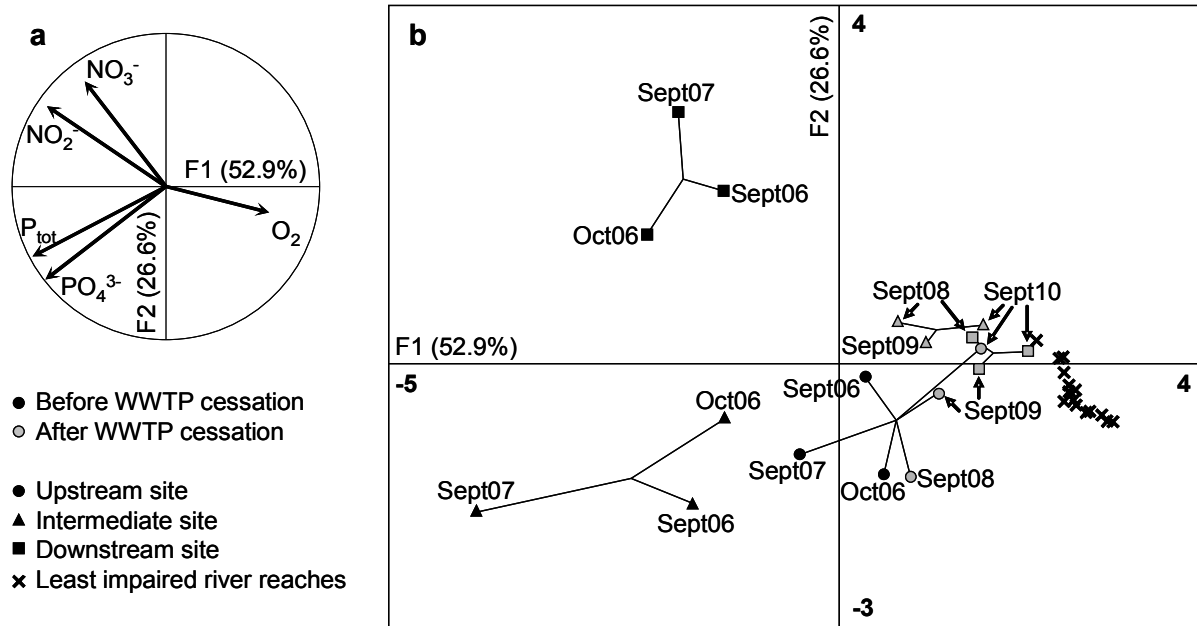 a
NO₃⁻
NO₂⁻
F1 (52.9%)
P_tot
O₂
PO₄³⁻
F2 (26.6%)
Before WWTP cessation
After WWTP cessation
Upstream site
Intermediate site
Downstream site
Least impaired river reaches
b
4
F2 (26.6%)
Sept07
Sept06
Oct06
Sept08
Sept10
Sept09
F1 (52.9%)
-5
4
Sept06
Oct06
Sept09
Sept07
Sept07
Sept06
Oct06
Sept08
-3